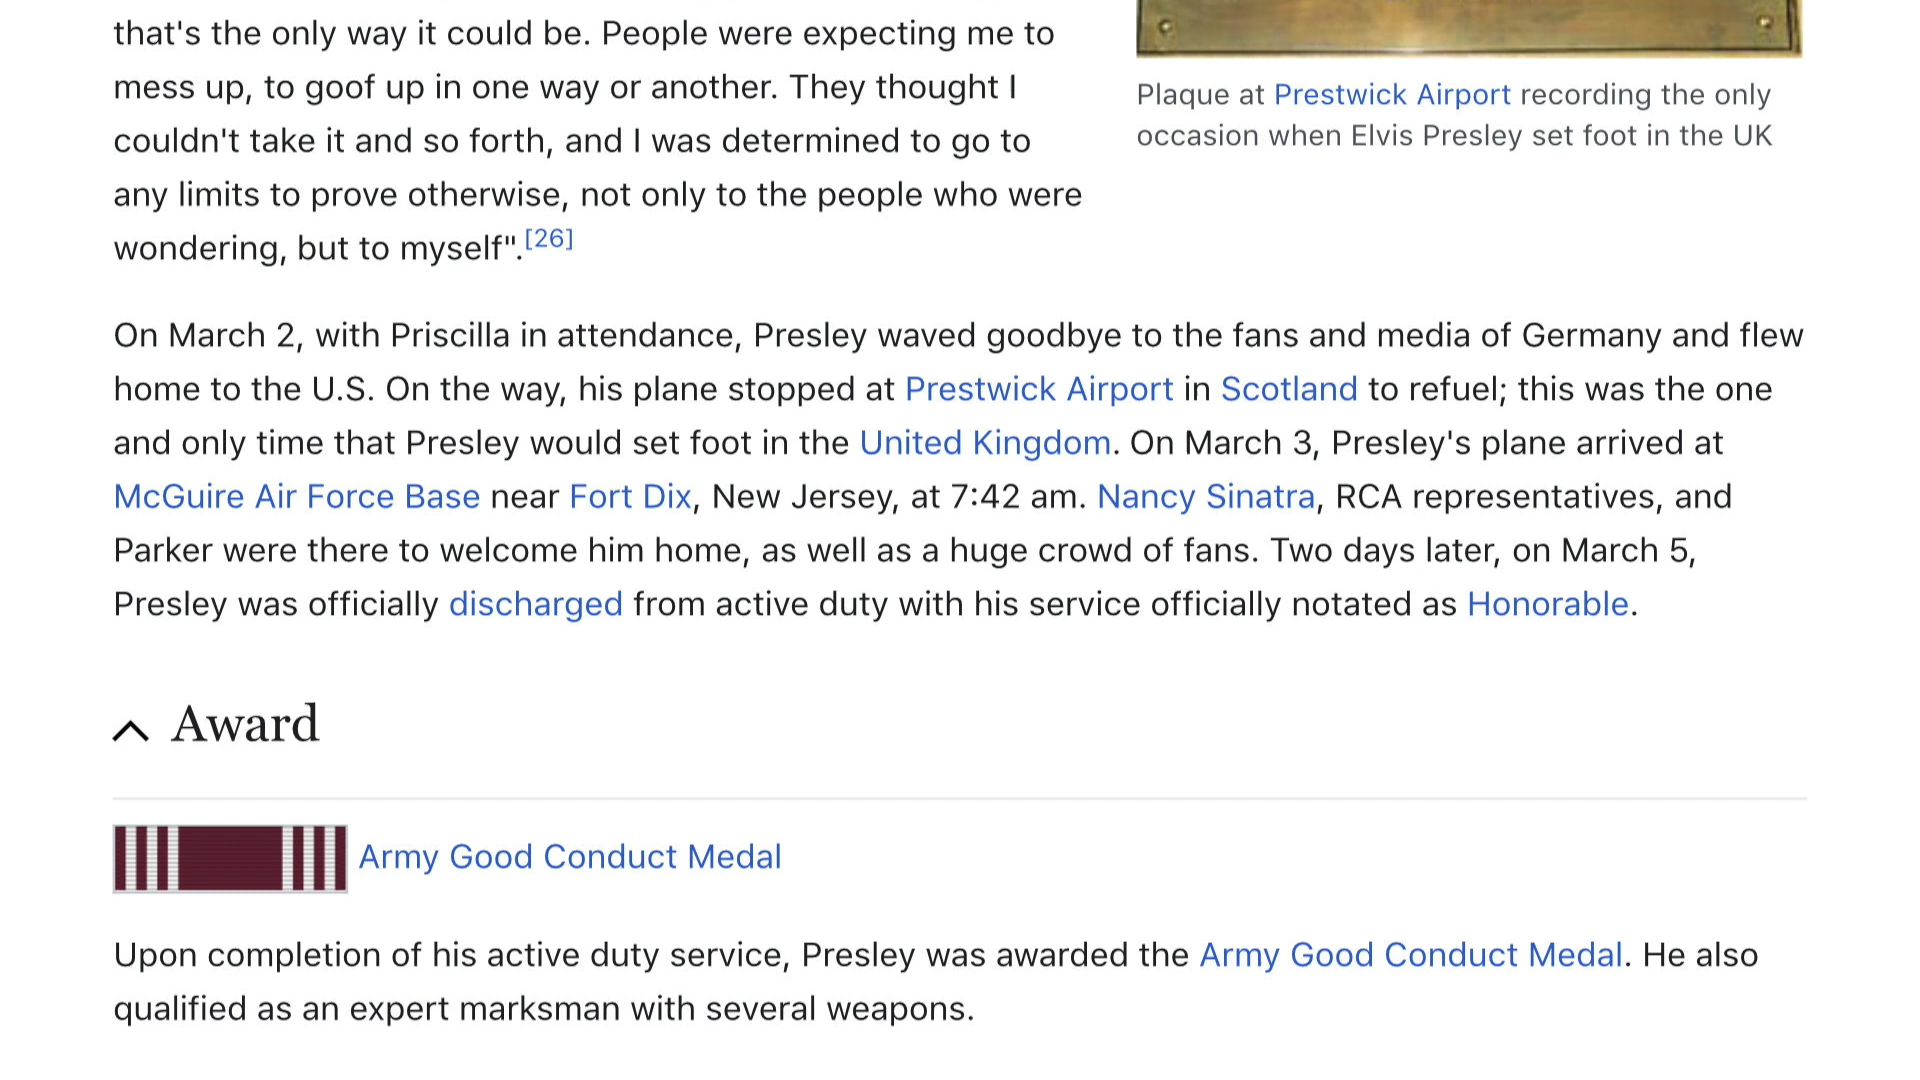 that's the only way it could be. People were expecting me to
mess up, to goof up in one way or another. They thought I
couldn't take it and so forth, and I was determined to go to
any limits to prove otherwise, not only to the people who were
wondering, but to myself".[26]
Plaque at Prestwick Airport recording the only
occasion when Elvis Presley set foot in the UK
On March 2, with Priscilla in attendance, Presley waved goodbye to the fans and media of Germany and flew
home to the U.S. On the way, his plane stopped at Prestwick Airport in Scotland to refuel; this was the one
and only time that Presley would set foot in the United Kingdom. On March 3, Presley's plane arrived at
McGuire Air Force Base near Fort Dix, New Jersey, at 7:42 am. Nancy Sinatra, RCA representatives, and
Parker were there to welcome him home, as well as a huge crowd of fans. Two days later, on March 5,
Presley was officially discharged from active duty with his service officially notated as Honorable.
Award
Army Good Conduct Medal
Upon completion of his active duty service, Presley was awarded the Army Good Conduct Medal. He also
qualified as an expert marksman with several weapons.